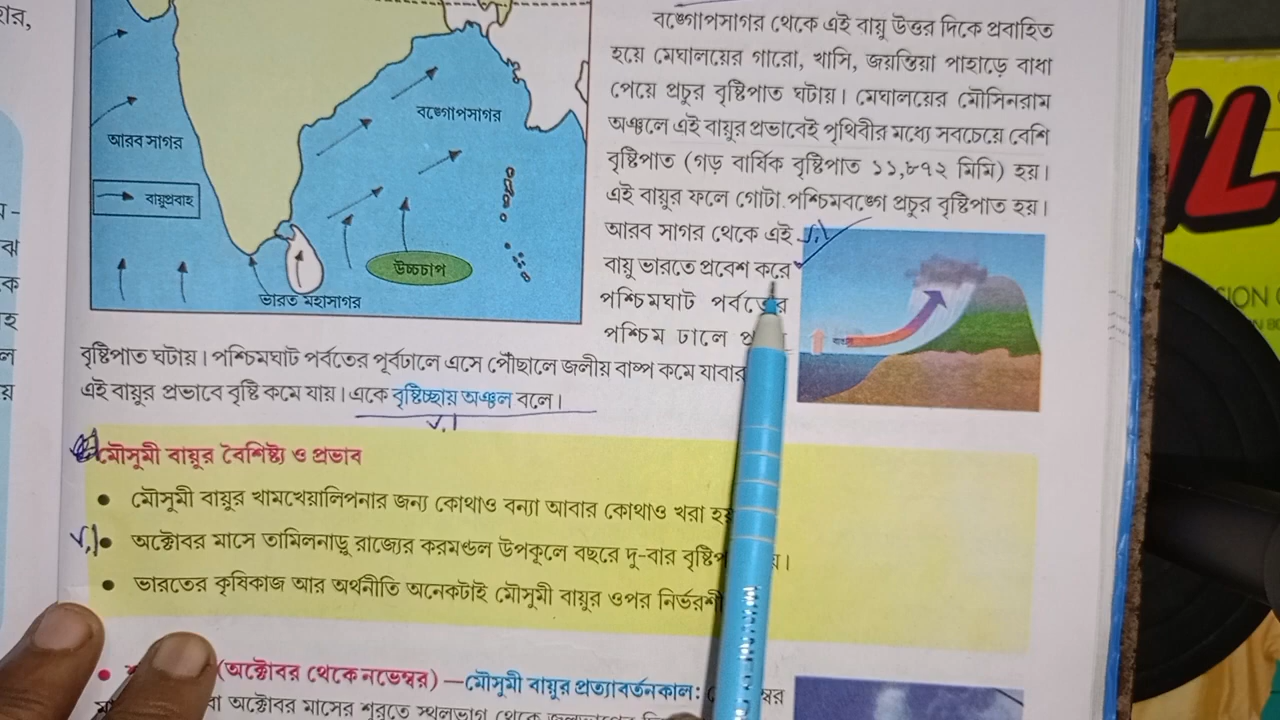 আরব সাগর
বঙ্গোপসাগর
বায়ুপ্রবাহ
উচ্চচাপ
ভারত মহাসাগর
বঙ্গোপসাগর থেকে এই বায়ু উত্তর দিকে প্রবাহিত
হয়ে মেঘালয়ের গারো, খাসি, জয়ন্তিয়া পাহাড়ে বাধা
পেয়ে প্রচুর বৃষ্টিপাত ঘটায়। মেঘালয়ের মৌসিনরাম
অঞ্চলে এই বায়ুর প্রভাবেই পৃথিবীর মধ্যে সবচেয়ে বেশি
বৃষ্টিপাত (গড় বার্ষিক বৃষ্টিপাত ১১,৮৭২ মিমি) হয়।
এই বায়ুর ফলে গোটা পশ্চিমবঙ্গে প্রচুর বৃষ্টিপাত হয়।
আরব সাগর থেকে এই
বায়ু ভারতে প্রবেশ করে
পশ্চিমঘাট পর্বতের
পশ্চিম ঢালে
বৃষ্টিপাত ঘটায়। পশ্চিমঘাট পর্বতের পূর্বঢালে এসে পৌঁছালে জলীয় বাষ্প কমে যাবার
এই বায়ুর প্রভাবে বৃষ্টি কমে যায়। একে বৃষ্টিচ্ছায় অঞ্চল বলে।
মৌসুমী বায়ুর বৈশিষ্ট্য ও প্রভাব
• মৌসুমী বায়ুর খামখেয়ালিপনার জন্য কোথাও বন্যা আবার কোথাও খরা হয়
• অক্টোবর মাসে তামিলনাড়ু রাজ্যের করমণ্ডল উপকূলে বছরে দু-বার
• ভারতের কৃষিকাজ আর অর্থনীতি অনেকটাই মৌসুমী বায়ুর ওপর
(অক্টোবর থেকে নভেম্বর) —মৌসুমী বায়ুর প্রত্যাবর্তনকাল:
বা অক্টোবর মাসের শুরুতে স্থলভাগ থেকে